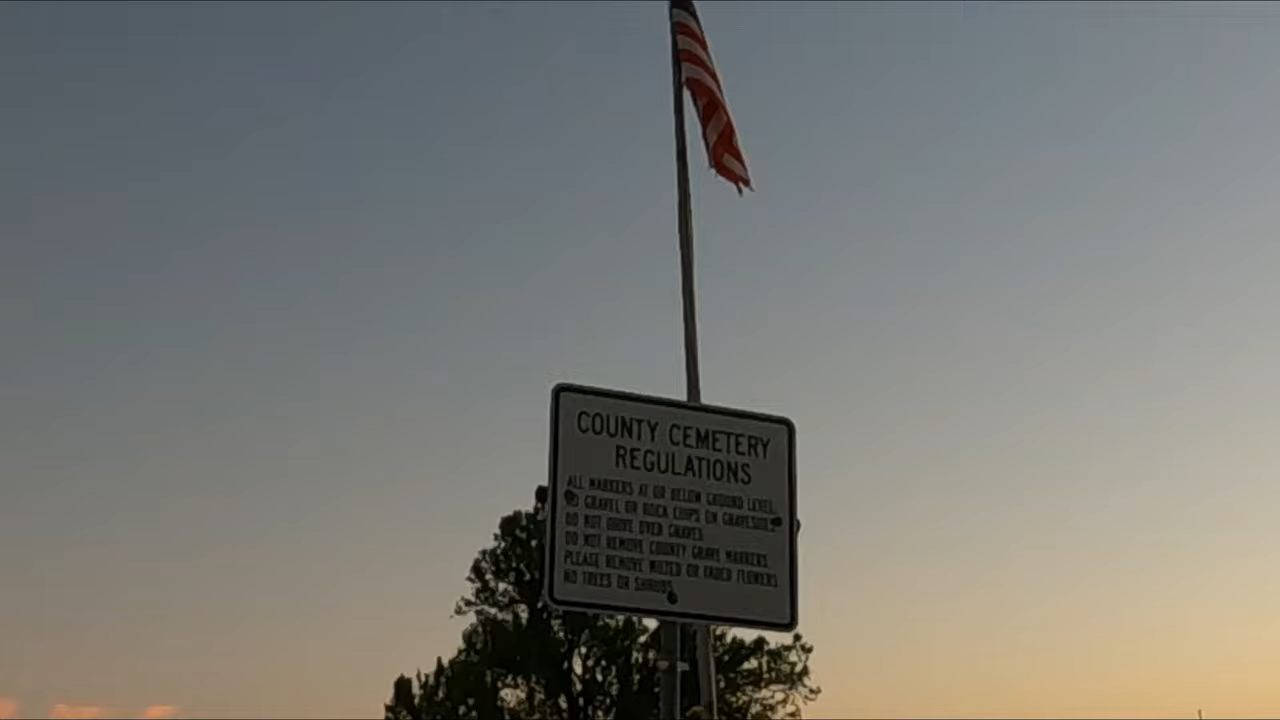 COUNTY CEMETERY
REGULATIONS
ALL MARKERS AT OR BELOW GROUND LEVEL.
NO GRAVEL OR ROCK CHIPS ON GRAVESIDE.
DO NOT DRIVE OVER GRAVES
DO NOT REMOVE COUNTY GRAVE MARKERS
PLEASE REMOVE WILTED OR FADED FLOWERS
NO TREES OR SHRUBS